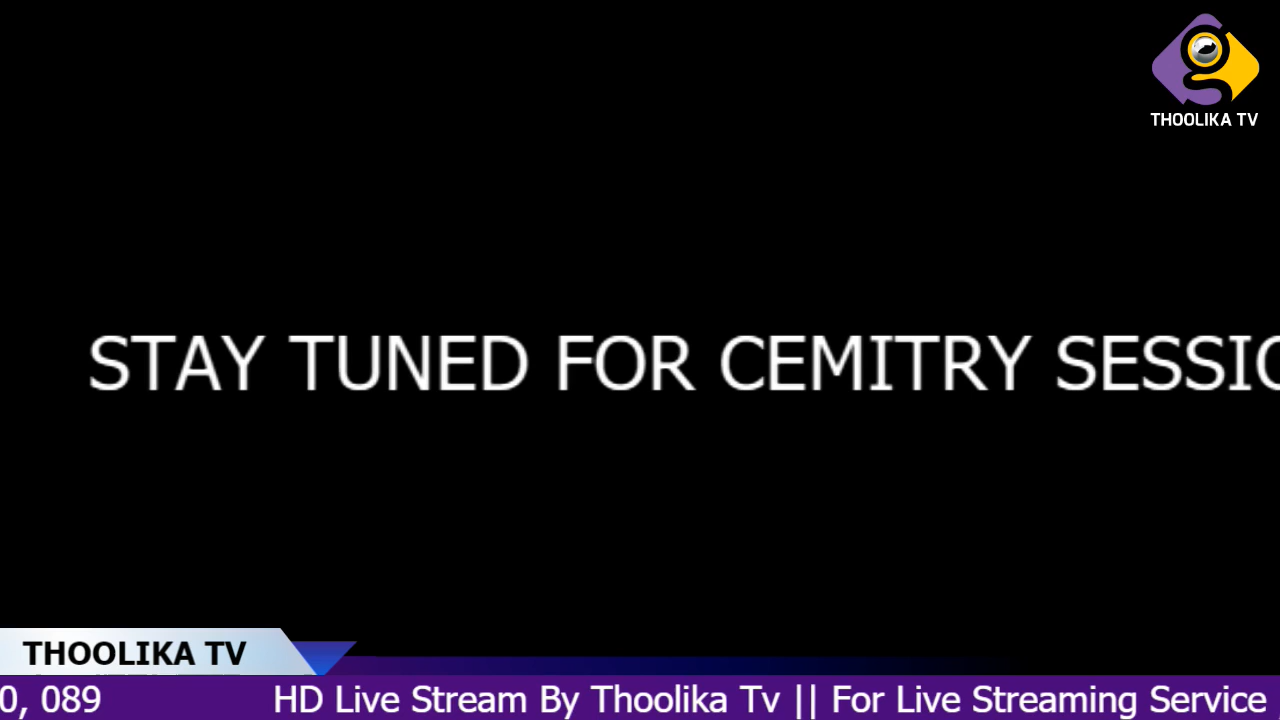 THOOLIKA TV
STAY TUNED FOR CEMITRY SESSIO
THOOLIKA TV
0, 089 HD Live Stream By Thoolika Tv || For Live Streaming Service